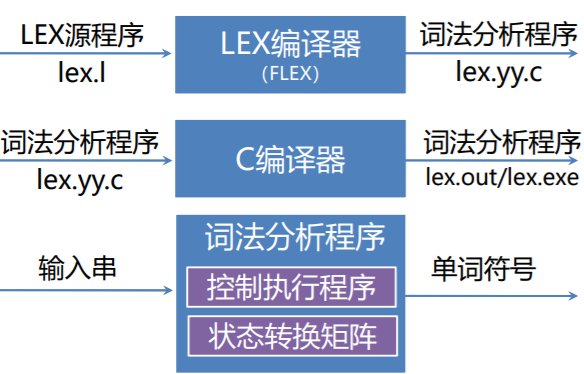 LEX源程序
lex.l
LEX编译器
(FLEX)
词法分析程序
lex.yy.c
词法分析程序
lex.yy.c
C编译器
词法分析程序
lex.out/lex.exe
输入串
词法分析程序
控制执行程序
状态转换矩阵
单词符号